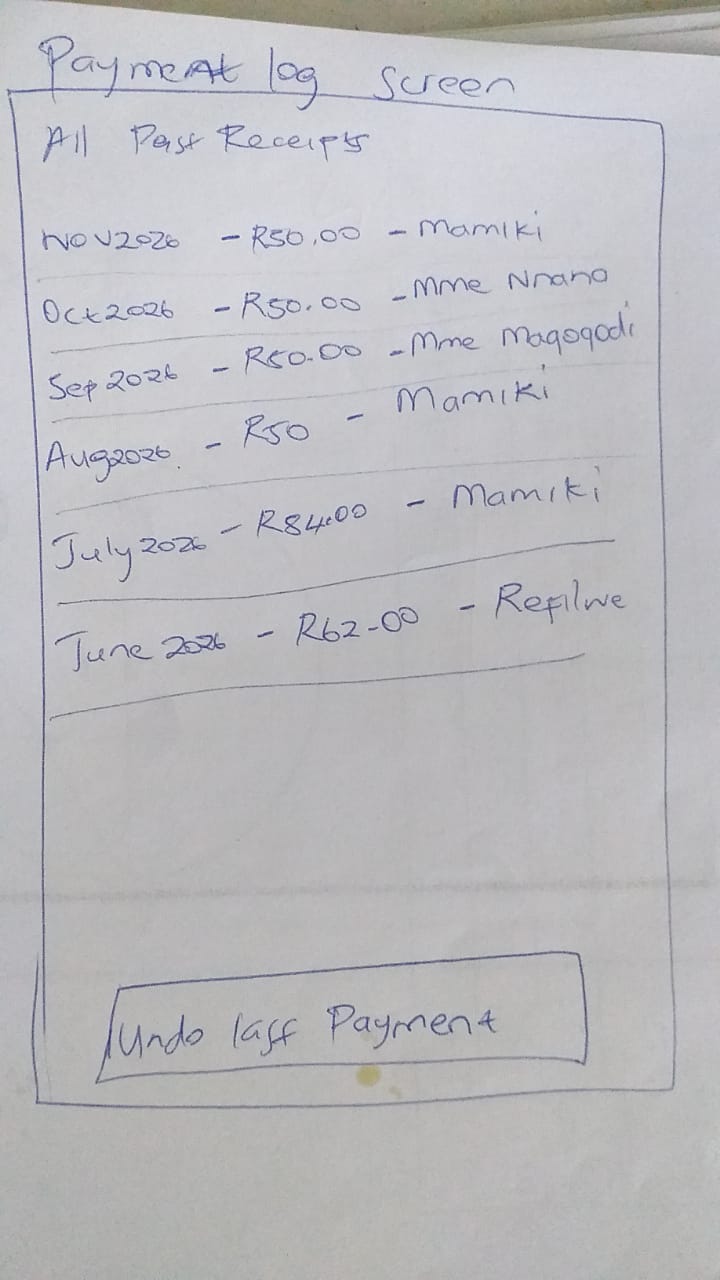 Payment log screen
All Past Receipts
NOV2026 - R50.00 - Mamiki
Oct2026 - R50.00 - Mme Nnano
Sep 2026 - R50.00 - Mme Magogodi
Aug2026 - R50 - Mamiki
July 2026 - R84.00 - Mamiki
June 2026 - R62-00 - Refilwe
Undo last Payment